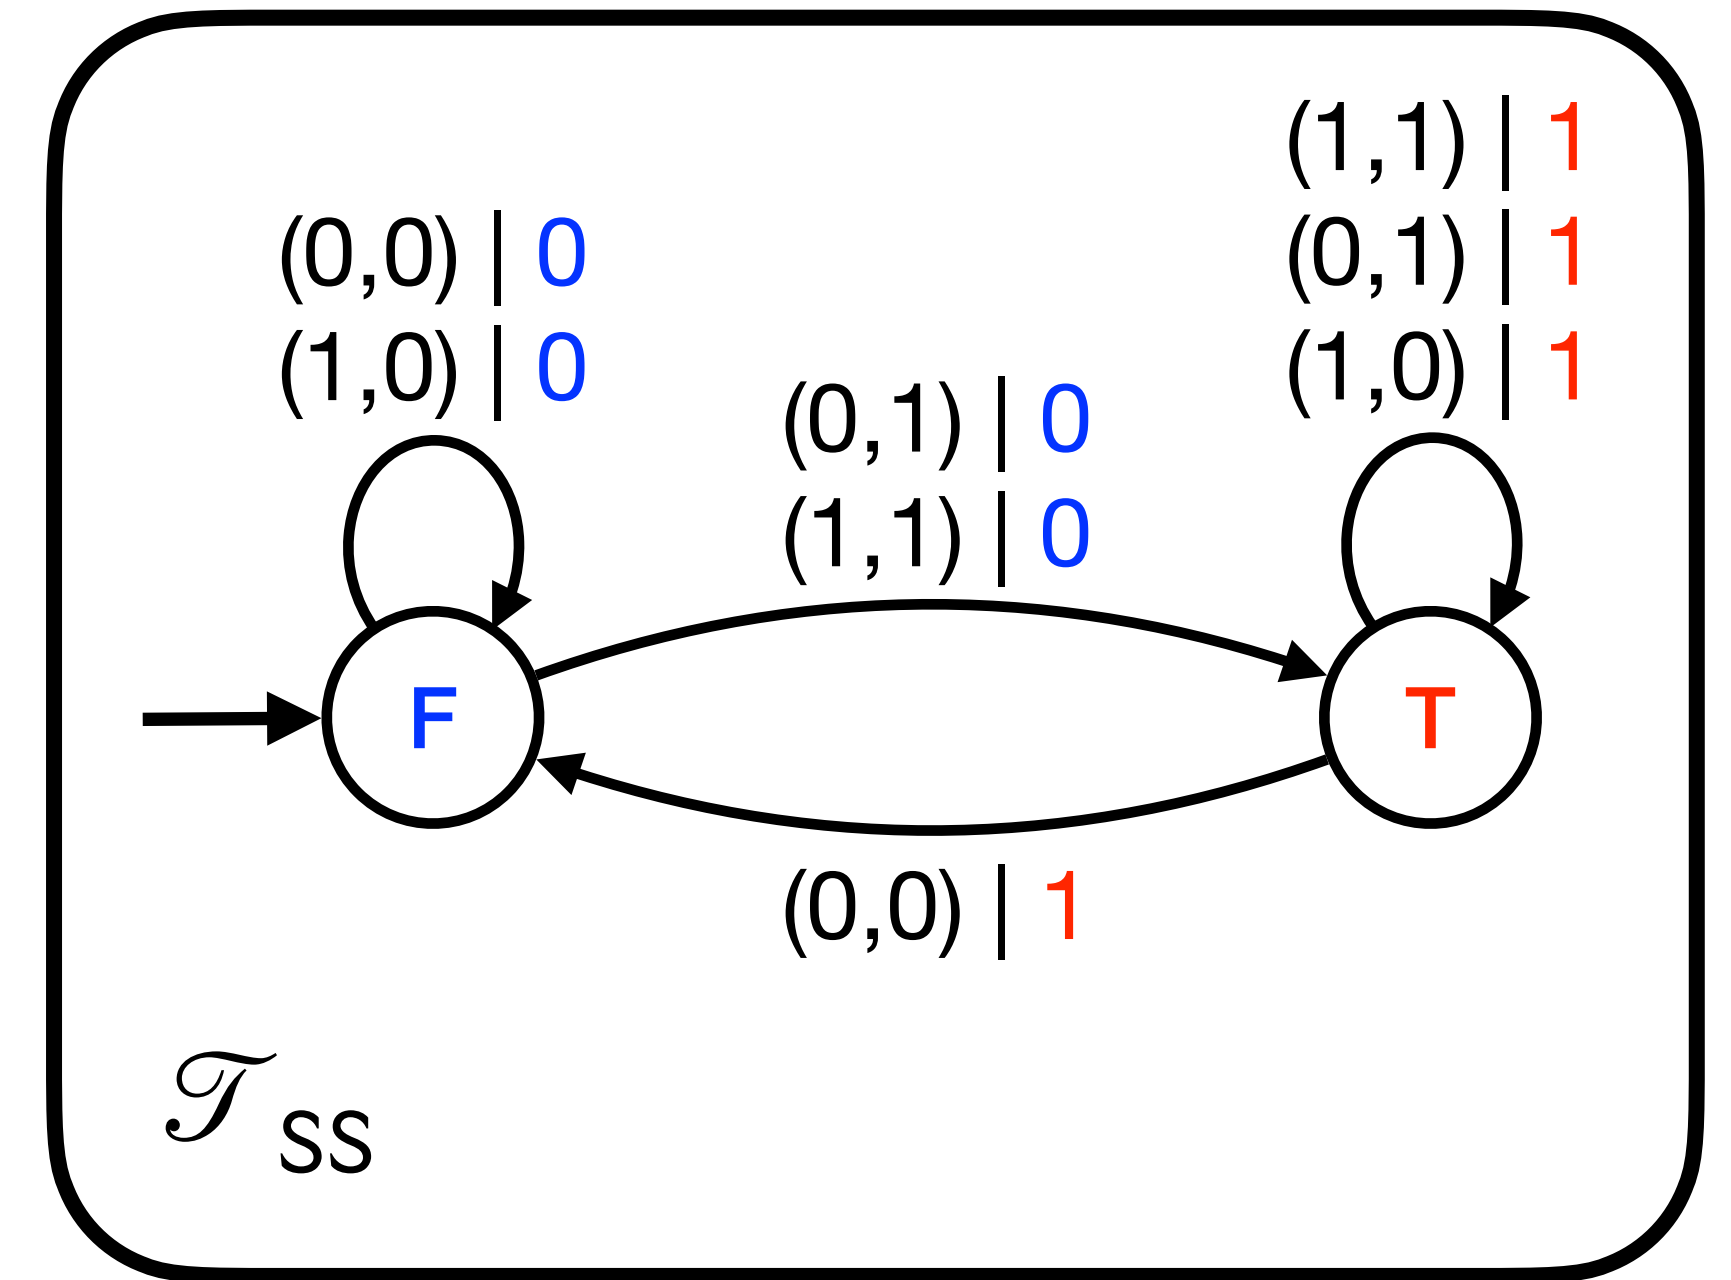 (0,0) | 0
(1,0) | 0
(0,1) | 0
(1,1) | 0
(1,1) | 1
(0,1) | 1
(1,0) | 1
F
T
(0,0) | 1
𝒯 SS